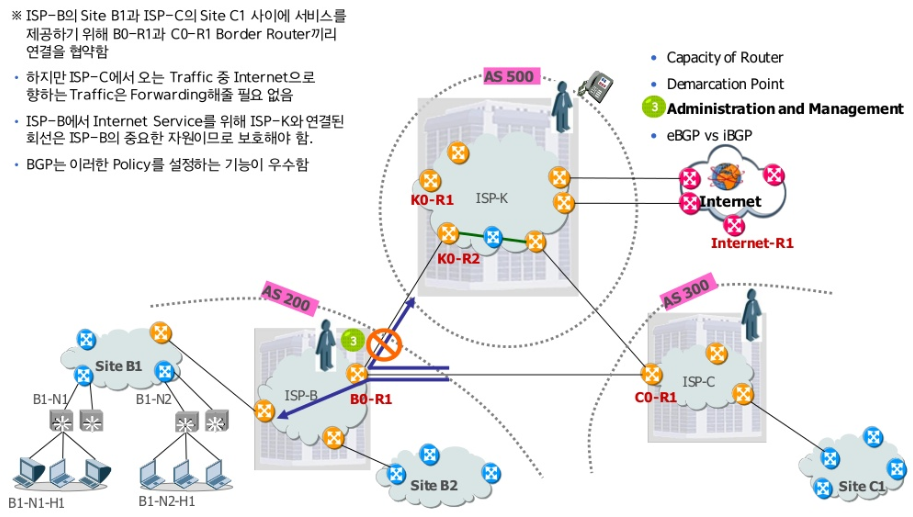 ※ ISP-B의 Site B1과 ISP-C의 Site C1 사이에 서비스를
제공하기 위해 B0-R1과 C0-R1 Border Router끼리
연결을 협약함
• 하지만 ISP-C에서 오는 Traffic 중 Internet으로
향하는 Traffic은 Forwarding해줄 필요 없음
• ISP-B에서 Internet Service를 위해 ISP-K와 연결된
회선은 ISP-B의 중요한 자원이므로 보호해야 함.
• BGP는 이러한 Policy를 설정하는 기능이 우수함
AS 500
• Capacity of Router
• Demarcation Point
3 Administration and Management
• eBGP vs iBGP
K0-R1
ISP-K
Internet
K0-R2
Internet-R1
AS 200
AS 300
3
Site B1
ISP-B
B0-R1
C0-R1
ISP-C
B1-N1
B1-N2
Site B2
Site C1
B1-N1-H1
B1-N2-H1